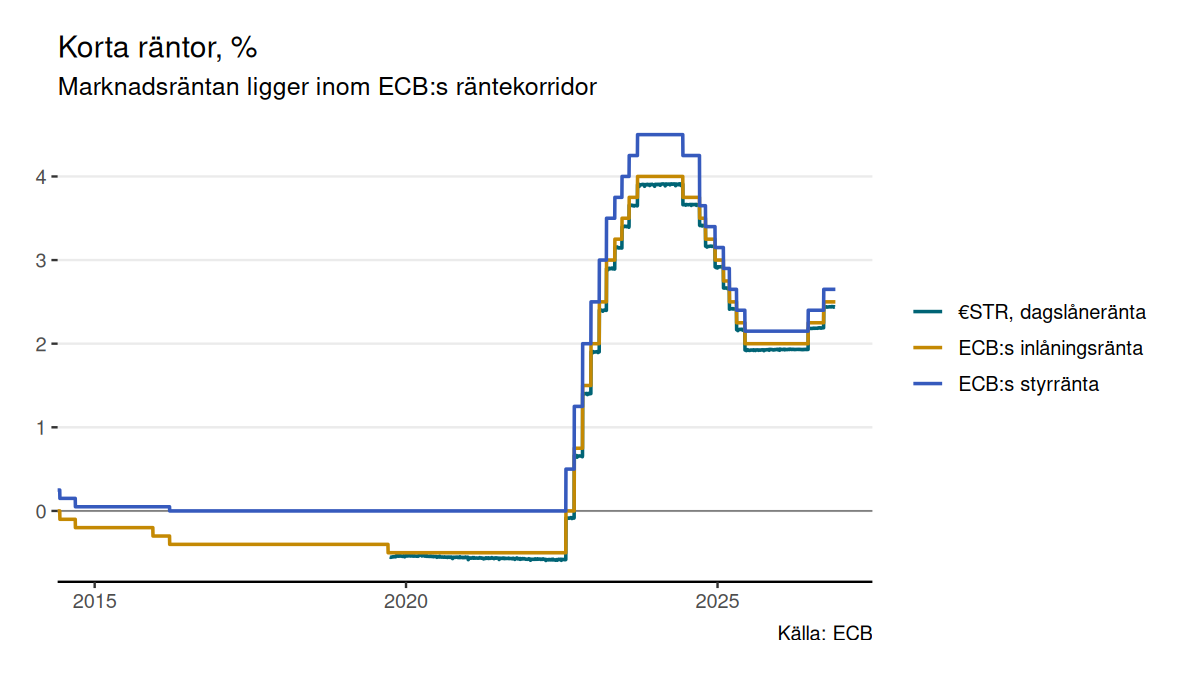 Korta räntor, %
Marknadsräntan ligger inom ECB:s räntekorridor
4
3
2
1
0
2015
2020
2025
€STR, dagslåneränta
ECB:s inlåningsränta
ECB:s styrränta
Källa: ECB